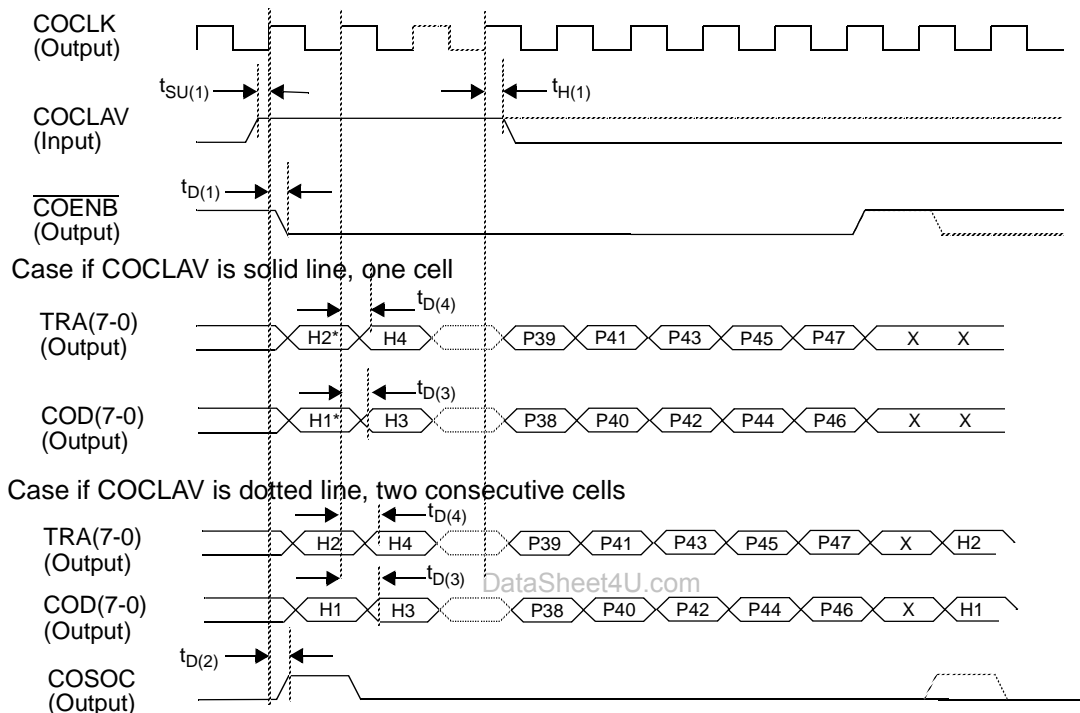 COCLK
(Output)
tSU(1)
tH(1)
COCLAV
(Input)
tD(1)
COENB
(Output)
Case if COCLAV is solid line, one cell
tD(4)
TRA(7-0)
(Output)
H2* H4 P39 P41 P43 P45 P47 X X
tD(3)
COD(7-0)
(Output)
H1* H3 P38 P40 P42 P44 P46 X X
Case if COCLAV is dotted line, two consecutive cells
tD(4)
TRA(7-0)
(Output)
H2 H4 P39 P41 P43 P45 P47 X H2
tD(3)
DataSheet4U.com
COD(7-0)
(Output)
H1 H3 P38 P40 P42 P44 P46 X H1
tD(2)
COSOC
(Output)